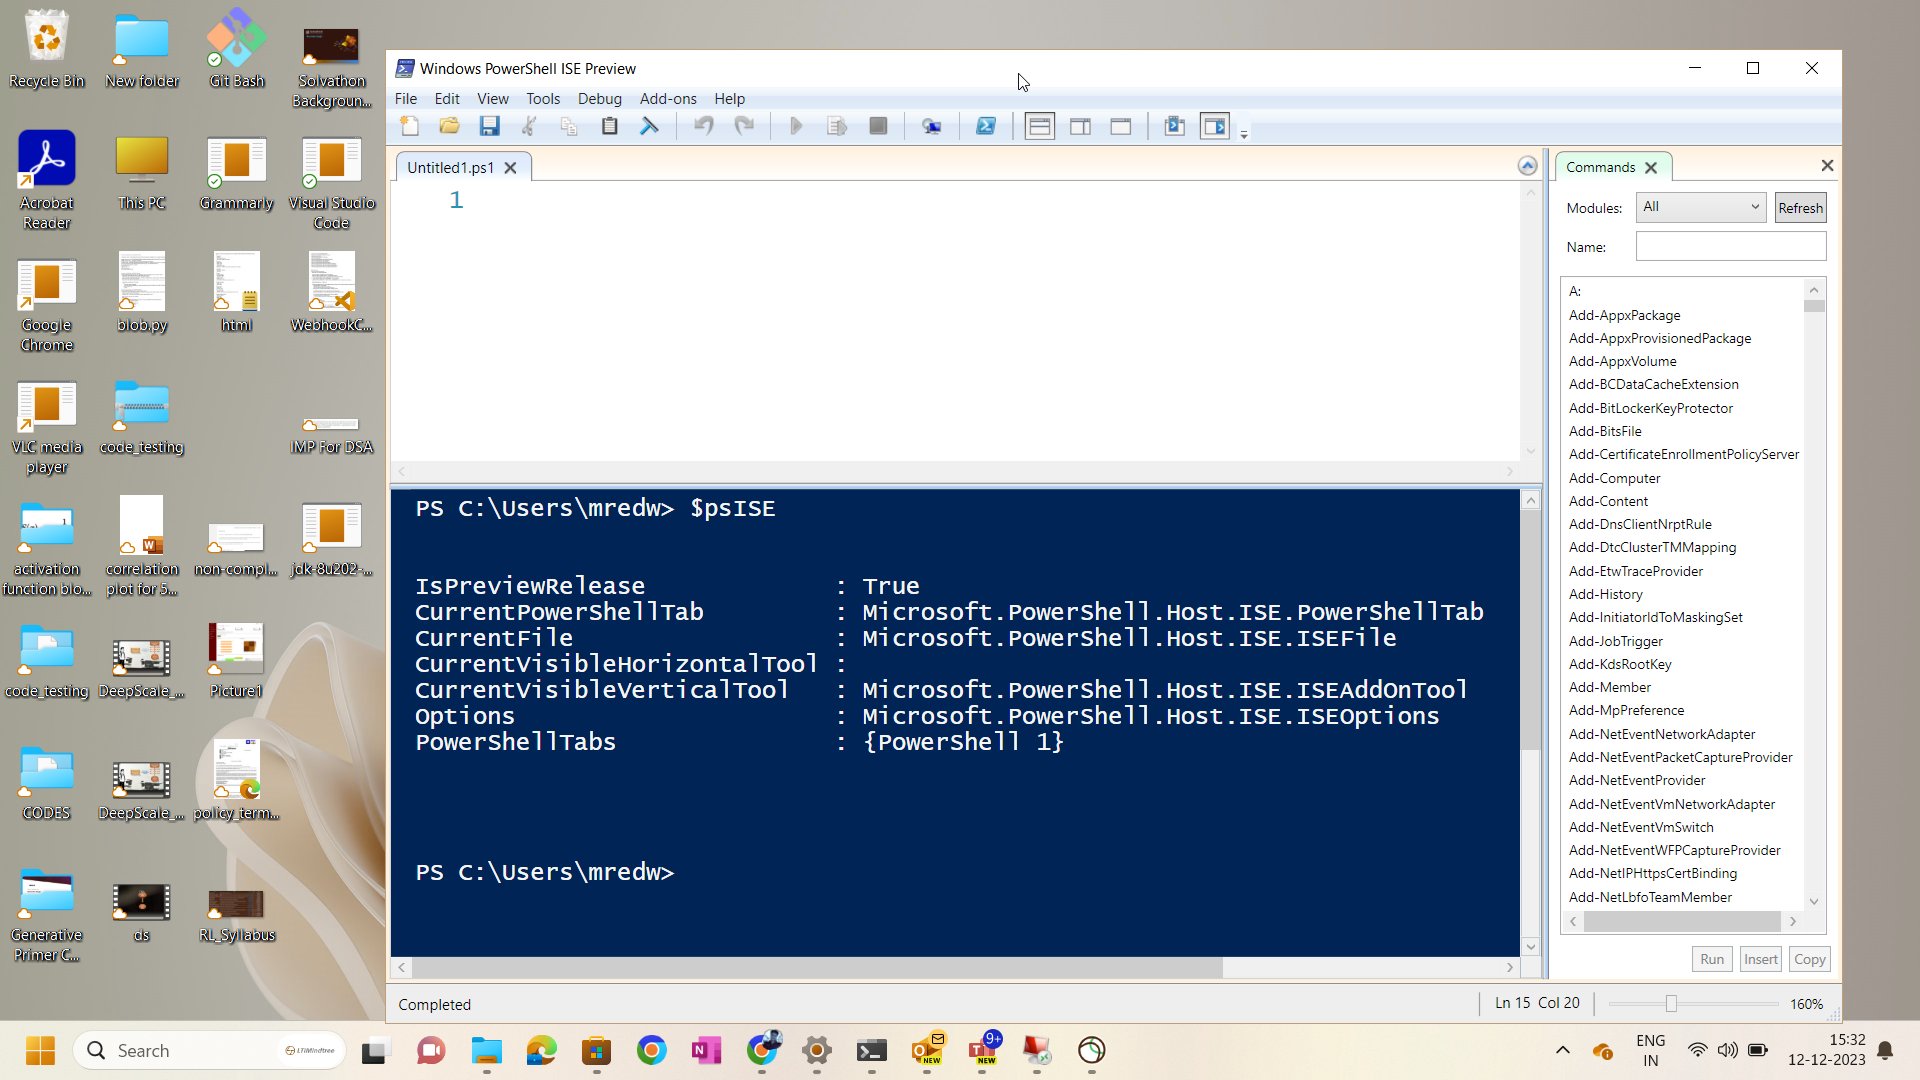 Recycle Bin
New folder
Git Bash
Solvathon
Backgroun...
Acrobat
Reader
This PC
Grammarly
Visual Studio
Code
Google
Chrome
blob.py
html
WebhookC...
VLC media
player
code_testing
IMP For DSA
activation
function blo...
correlation
plot for 5...
non-compl...
jdk-8u202-...
code_testing
DeepScale_...
Picture1
CODES
DeepScale_...
policy_term...
Generative
Primer C...
ds
RL_Syllabus
Windows PowerShell ISE Preview
File Edit View Tools Debug Add-ons Help
Untitled1.ps1
1
PS C:\Users\mredw> $psISE
IsPreviewRelease : True
CurrentPowerShellTab : Microsoft.PowerShell.Host.ISE.PowerShellTab
CurrentFile : Microsoft.PowerShell.Host.ISE.ISEFile
CurrentVisibleHorizontalTool :
CurrentVisibleVerticalTool : Microsoft.PowerShell.Host.ISE.ISEAddOnTool
Options : Microsoft.PowerShell.Host.ISE.ISEOptions
PowerShellTabs : {PowerShell 1}
PS C:\Users\mredw>
Commands
Modules: All Refresh
Name:
A:
Add-AppxPackage
Add-AppxProvisionedPackage
Add-AppxVolume
Add-BCDataCacheExtension
Add-BitLockerKeyProtector
Add-BitsFile
Add-CertificateEnrollmentPolicyServer
Add-Computer
Add-Content
Add-DnsClientNrptRule
Add-DtcClusterTMMapping
Add-EtwTraceProvider
Add-History
Add-InitiatorIdToMaskingSet
Add-JobTrigger
Add-KdsRootKey
Add-Member
Add-MpPreference
Add-NetEventNetworkAdapter
Add-NetEventPacketCaptureProvider
Add-NetEventProvider
Add-NetEventVmNetworkAdapter
Add-NetEventVmSwitch
Add-NetEventWFPCaptureProvider
Add-NetIPHttpsCertBinding
Add-NetLbfoTeamMember
Run Insert Copy
Completed
Ln 15 Col 20
160%
Search
LTIMindtree
NEW
9+
NEW
ENG
IN
15:32
12-12-2023